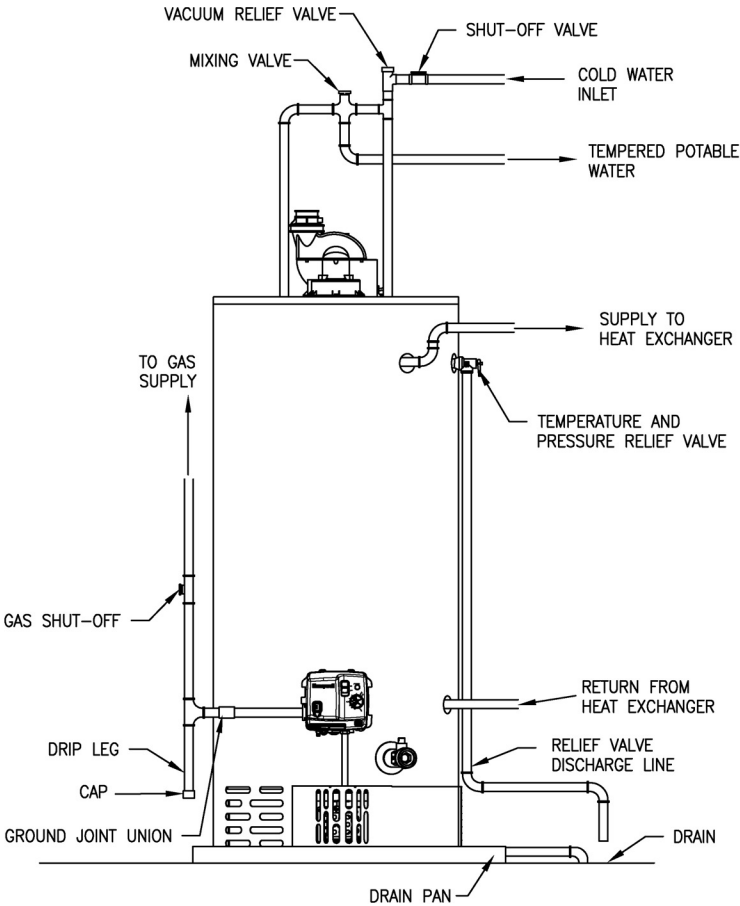 VACUUM RELIEF VALVE
SHUT-OFF VALVE
MIXING VALVE
COLD WATER
INLET
TEMPERED POTABLE
WATER
SUPPLY TO
HEAT EXCHANGER
TO GAS
SUPPLY
TEMPERATURE AND
PRESSURE RELIEF VALVE
GAS SHUT-OFF
Honeywell
RETURN FROM
HEAT EXCHANGER
DRIP LEG
RELIEF VALVE
DISCHARGE LINE
CAP
GROUND JOINT UNION
DRAIN
DRAIN PAN